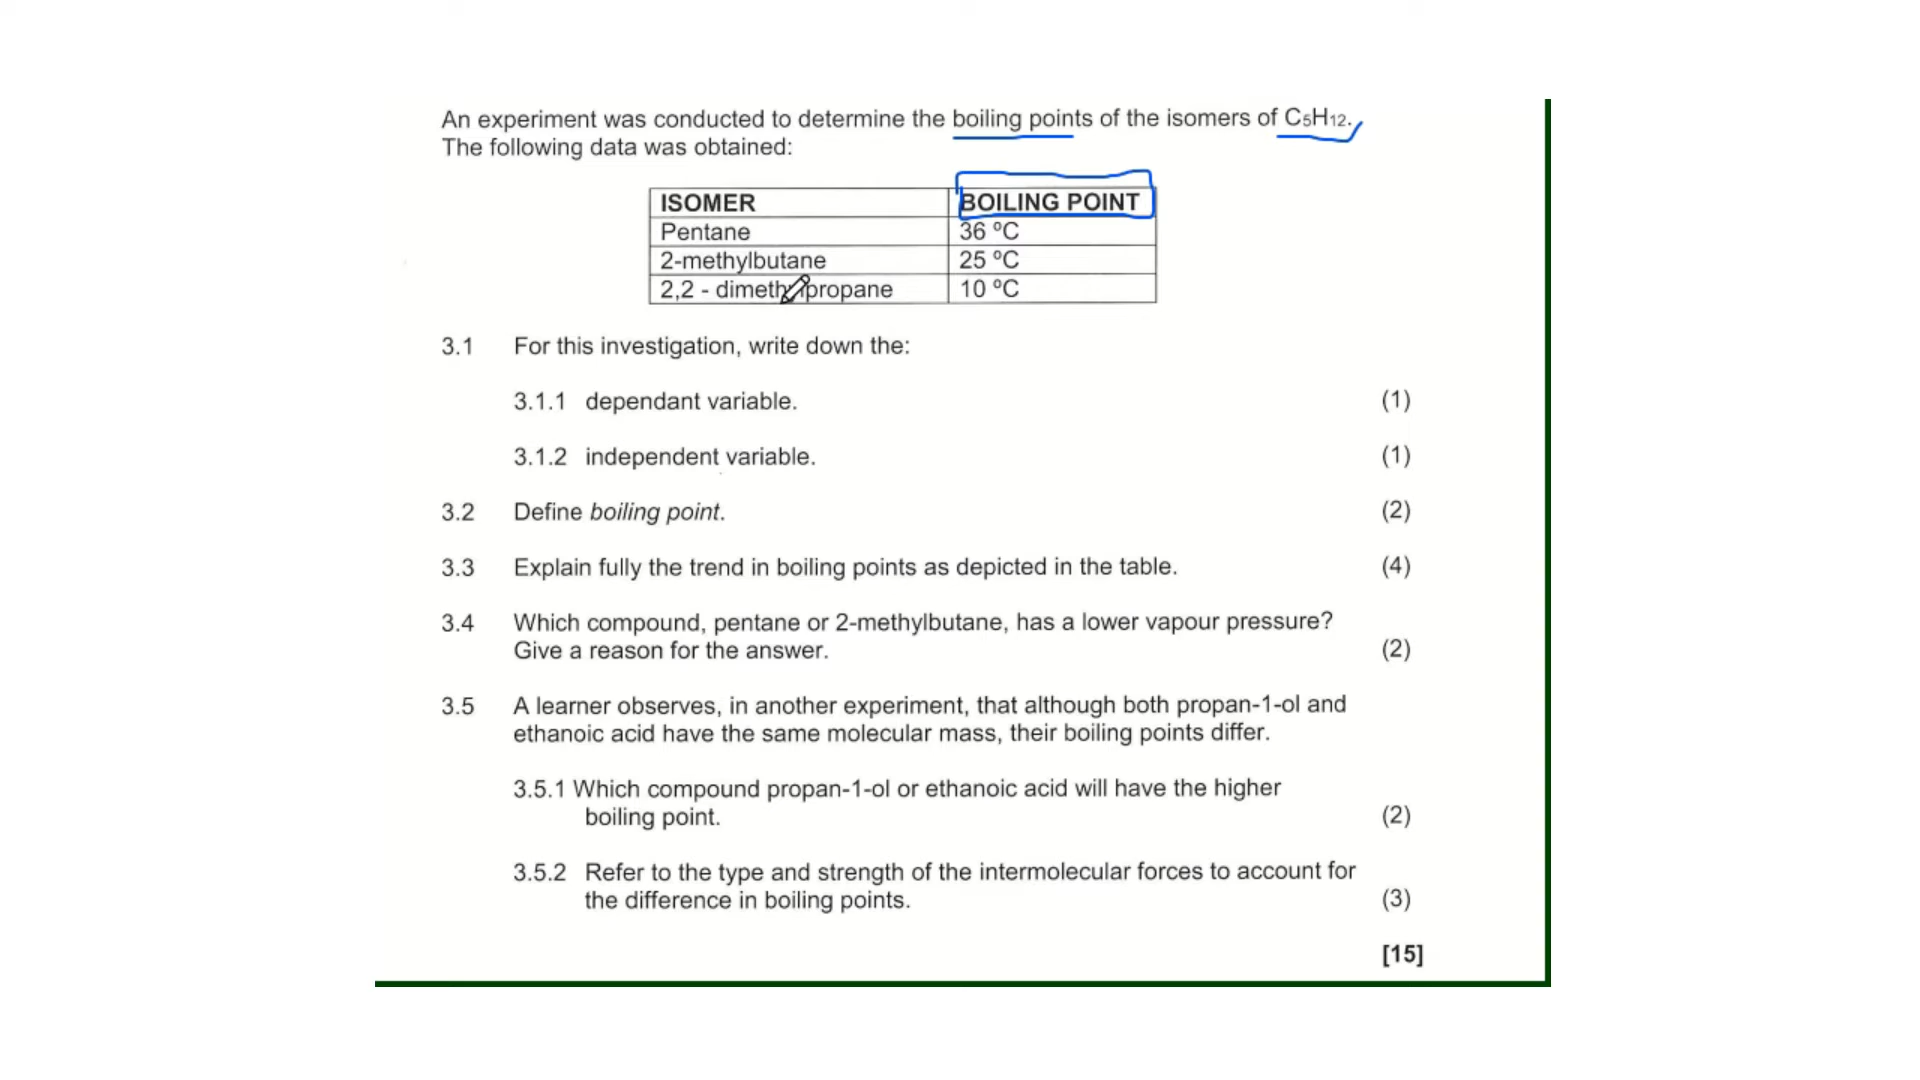 An experiment was conducted to determine the boiling points of the isomers of C5H12.
The following data was obtained:
ISOMER BOILING POINT
Pentane 36 ºC
2-methylbutane 25 ºC
2,2 - dimethylpropane 10 ºC
3.1 For this investigation, write down the:
3.1.1 dependant variable. (1)
3.1.2 independent variable. (1)
3.2 Define boiling point. (2)
3.3 Explain fully the trend in boiling points as depicted in the table. (4)
3.4 Which compound, pentane or 2-methylbutane, has a lower vapour pressure?
Give a reason for the answer. (2)
3.5 A learner observes, in another experiment, that although both propan-1-ol and
ethanoic acid have the same molecular mass, their boiling points differ.
3.5.1 Which compound propan-1-ol or ethanoic acid will have the higher
boiling point. (2)
3.5.2 Refer to the type and strength of the intermolecular forces to account for
the difference in boiling points. (3)
[15]